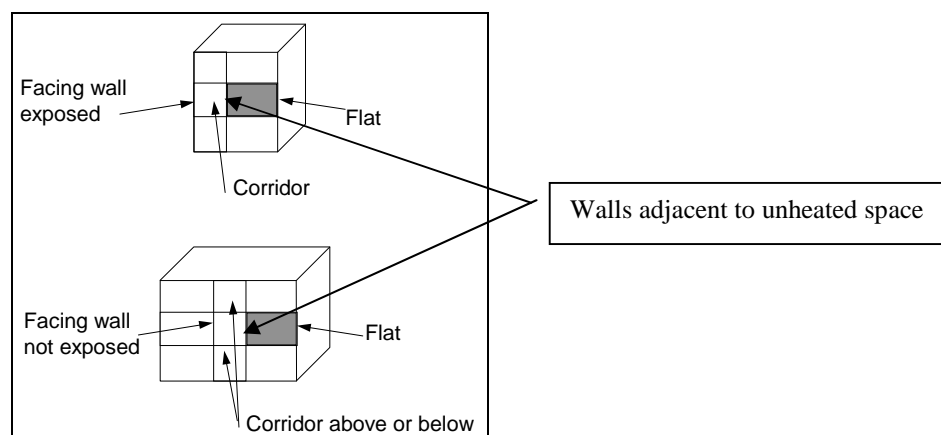 Facing wall
exposed
Flat
Corridor
Walls adjacent to unheated space
Facing wall
not exposed
Flat
Corridor above or below